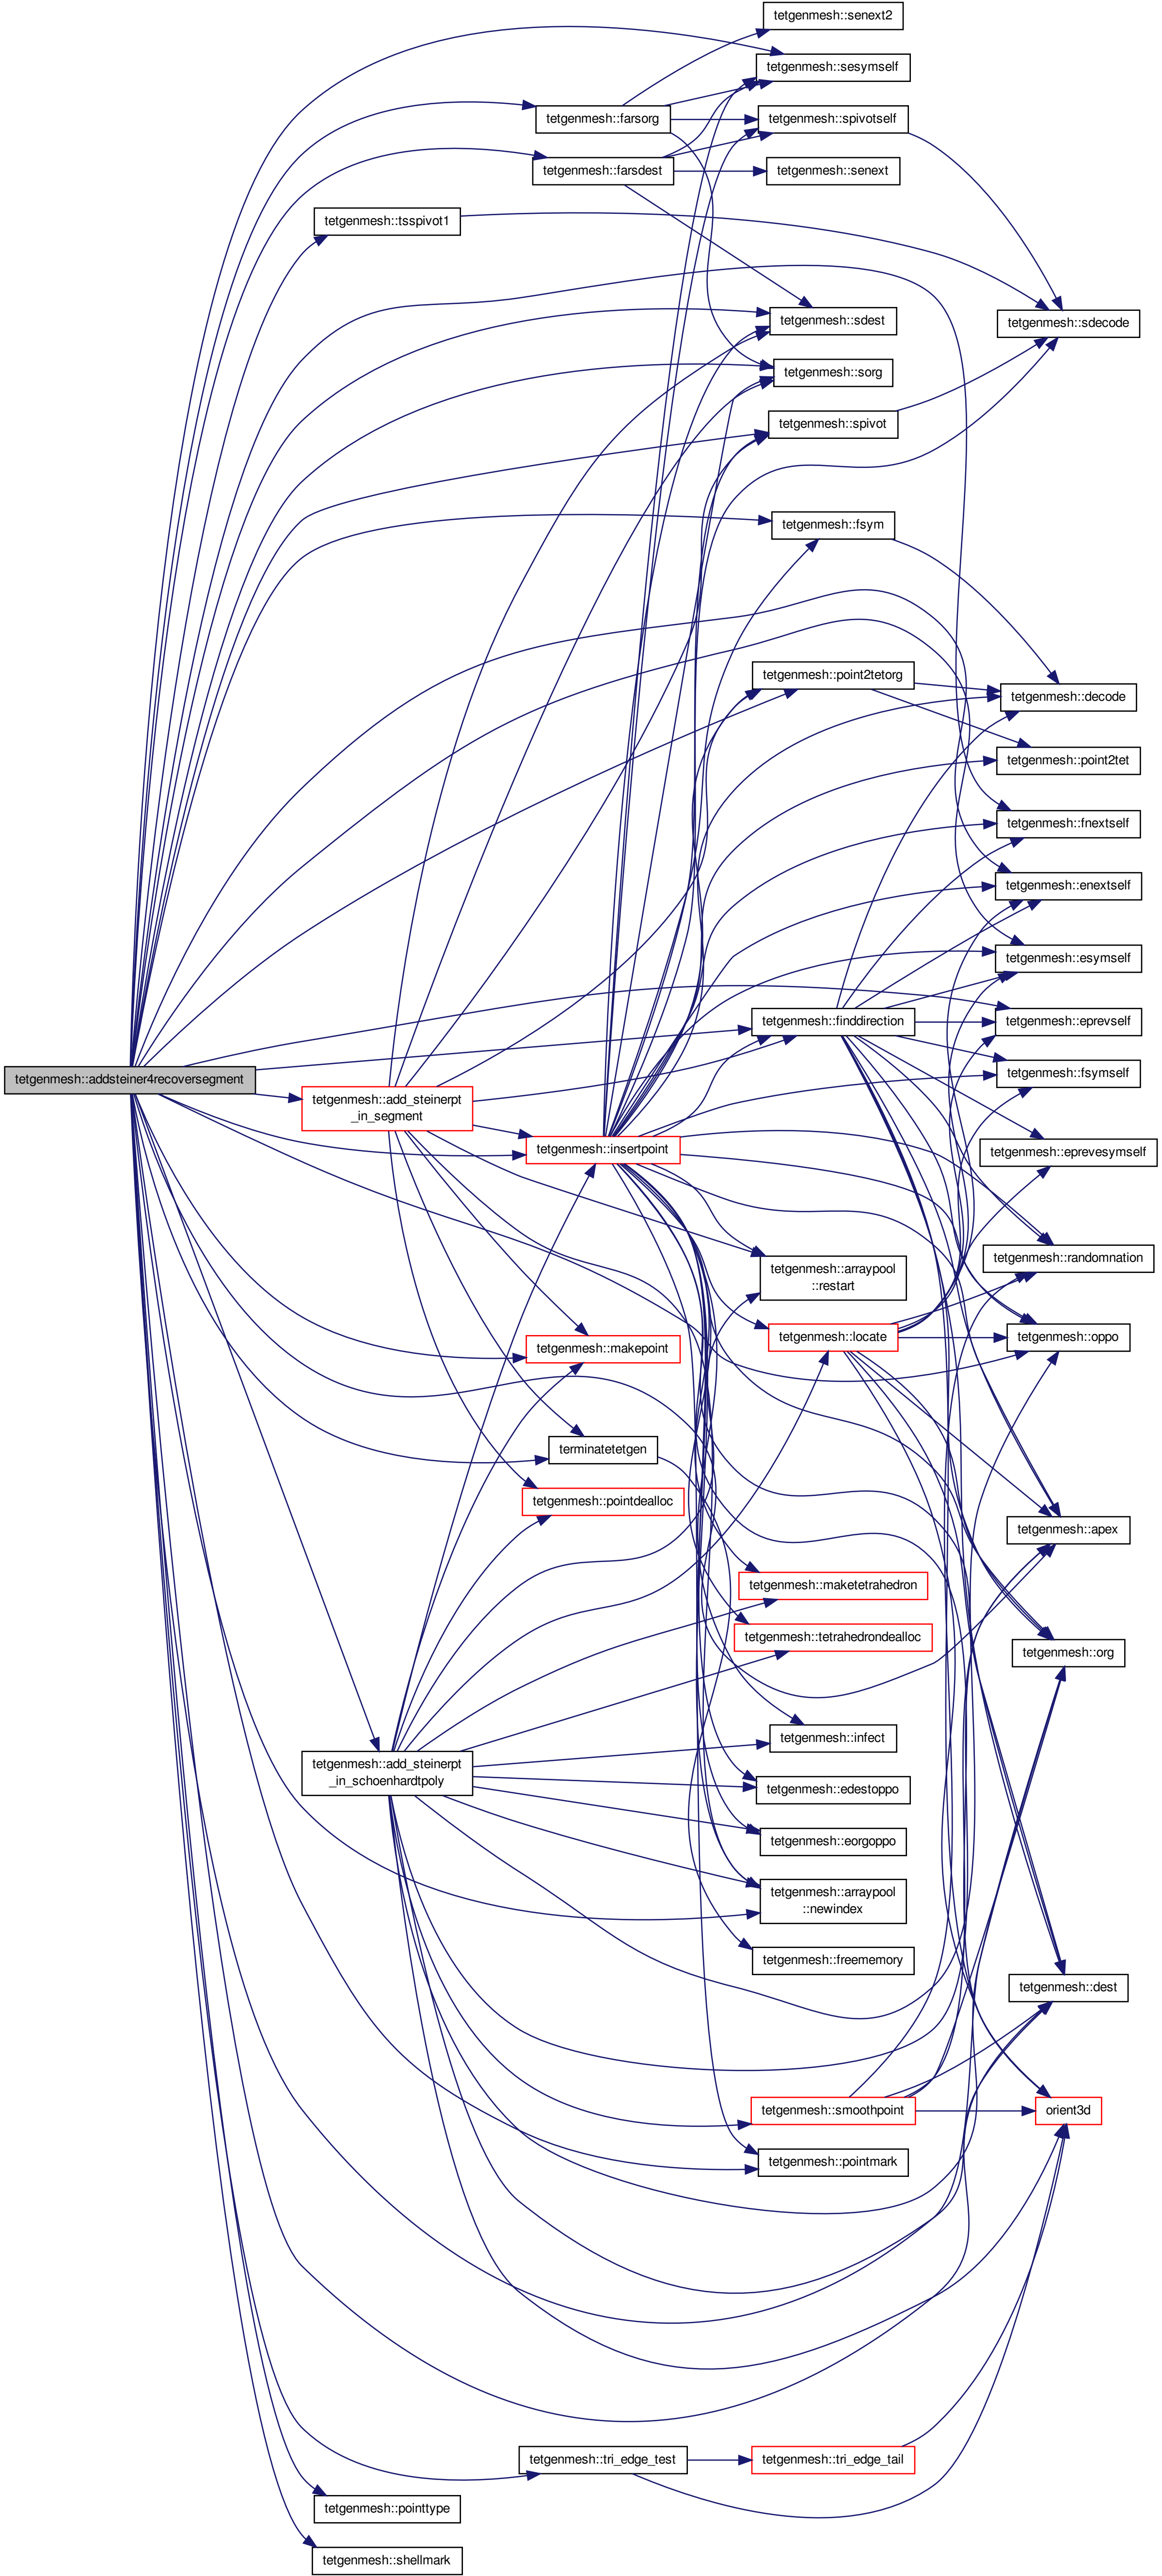 tetgenmesh::senext2
tetgenmesh::sesymself
tetgenmesh::farsorg
tetgenmesh::spivotself
tetgenmesh::farsdest
tetgenmesh::senext
tetgenmesh::tsspivot1
tetgenmesh::sdest
tetgenmesh::sdecode
tetgenmesh::sorg
tetgenmesh::spivot
tetgenmesh::fsym
tetgenmesh::point2tetorg
tetgenmesh::decode
tetgenmesh::point2tet
tetgenmesh::fnextself
tetgenmesh::enextself
tetgenmesh::esymself
tetgenmesh::finddirection
tetgenmesh::eprevself
tetgenmesh::fsymself
tetgenmesh::addsteiner4recoversegment
tetgenmesh::add_steinerpt
_in_segment
tetgenmesh::insertpoint
tetgenmesh::eprevesymself
tetgenmesh::randomnation
tetgenmesh::arraypool
::restart
tetgenmesh::locate
tetgenmesh::oppo
tetgenmesh::makepoint
terminatetetgen
tetgenmesh::pointdealloc
tetgenmesh::apex
tetgenmesh::maketetrahedron
tetgenmesh::tetrahedrondealloc
tetgenmesh::org
tetgenmesh::infect
tetgenmesh::add_steinerpt
_in_schoenhardtpoly
tetgenmesh::edestoppo
tetgenmesh::eorgoppo
tetgenmesh::arraypool
::newindex
tetgenmesh::freememory
tetgenmesh::dest
tetgenmesh::smoothpoint
orient3d
tetgenmesh::pointmark
tetgenmesh::tri_edge_test
tetgenmesh::tri_edge_tail
tetgenmesh::pointtype
tetgenmesh::shellmark